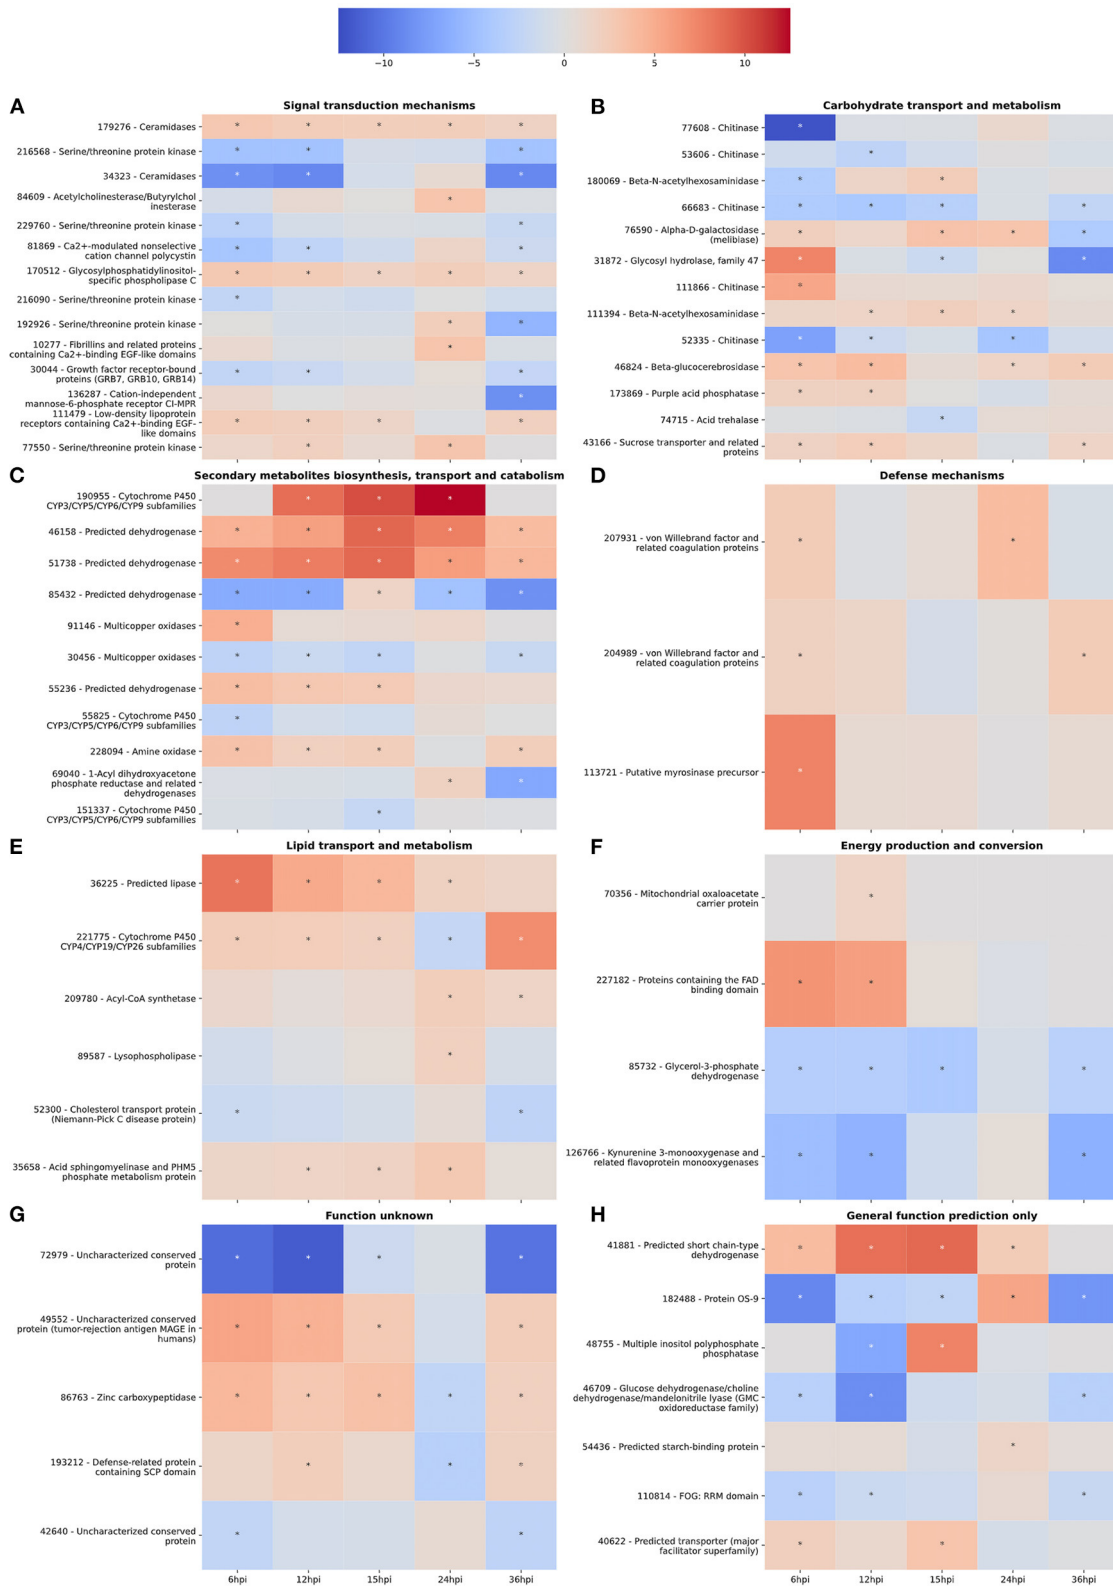 −10 −5 0 5 10
A
Signal transduction mechanisms
179276 - Ceramidases
216568 - Serine/threonine protein kinase
34323 - Ceramidases
84609 - Acetylcholinesterase/Butyrylchol
inesterase
229760 - Serine/threonine protein kinase
81869 - Ca2+-modulated nonselective
cation channel polycystin
170512 - Glycosylphosphatidylinositol-
specific phospholipase C
216090 - Serine/threonine protein kinase
192926 - Serine/threonine protein kinase
10277 - Fibrillins and related proteins
containing Ca2+-binding EGF-like domains
30044 - Growth factor receptor-bound
proteins (GRB7, GRB10, GRB14)
136287 - Cation-independent
mannose-6-phosphate receptor CI-MPR
111479 - Low-density lipoprotein
receptors containing Ca2+-binding EGF-
like domains
77550 - Serine/threonine protein kinase
B
Carbohydrate transport and metabolism
77608 - Chitinase
53606 - Chitinase
180069 - Beta-N-acetylhexosaminidase
66683 - Chitinase
76590 - Alpha-D-galactosidase
(melibiase)
31872 - Glycosyl hydrolase, family 47
111866 - Chitinase
111394 - Beta-N-acetylhexosaminidase
52335 - Chitinase
46824 - Beta-glucocerebrosidase
173869 - Purple acid phosphatase
74715 - Acid trehalase
43166 - Sucrose transporter and related
proteins
C
Secondary metabolites biosynthesis, transport and catabolism
190955 - Cytochrome P450
CYP3/CYP5/CYP6/CYP9 subfamilies
46158 - Predicted dehydrogenase
51738 - Predicted dehydrogenase
85432 - Predicted dehydrogenase
91146 - Multicopper oxidases
30456 - Multicopper oxidases
55236 - Predicted dehydrogenase
55825 - Cytochrome P450
CYP3/CYP5/CYP6/CYP9 subfamilies
228094 - Amine oxidase
69040 - 1-Acyl dihydroxyacetone
phosphate reductase and related
dehydrogenases
151337 - Cytochrome P450
CYP3/CYP5/CYP6/CYP9 subfamilies
D
Defense mechanisms
207931 - von Willebrand factor and
related coagulation proteins
204989 - von Willebrand factor and
related coagulation proteins
113721 - Putative myrosinase precursor
E
Lipid transport and metabolism
36225 - Predicted lipase
221775 - Cytochrome P450
CYP4/CYP19/CYP26 subfamilies
209780 - Acyl-CoA synthetase
89587 - Lysophospholipase
52300 - Cholesterol transport protein
(Niemann-Pick C disease protein)
35658 - Acid sphingomyelinase and PHM5
phosphate metabolism protein
F
Energy production and conversion
70356 - Mitochondrial oxaloacetate
carrier protein
227182 - Proteins containing the FAD
binding domain
85732 - Glycerol-3-phosphate
dehydrogenase
126766 - Kynurenine 3-monooxygenase and
related flavoprotein monooxygenases
G
Function unknown
72979 - Uncharacterized conserved
protein
49552 - Uncharacterized conserved
protein (tumor-rejection antigen MAGE in
humans)
86763 - Zinc carboxypeptidase
193212 - Defense-related protein
containing SCP domain
42640 - Uncharacterized conserved
protein
6hpi 12hpi 15hpi 24hpi 36hpi
H
General function prediction only
41881 - Predicted short chain-type
dehydrogenase
182488 - Protein OS-9
48755 - Multiple inositol polyphosphate
phosphatase
46709 - Glucose dehydrogenase/choline
dehydrogenase/mandelonitrile lyase (GMC
oxidoreductase family)
54436 - Predicted starch-binding protein
110814 - FOG: RRM domain
40622 - Predicted transporter (major
facilitator superfamily)
6hpi 12hpi 15hpi 24hpi 36hpi